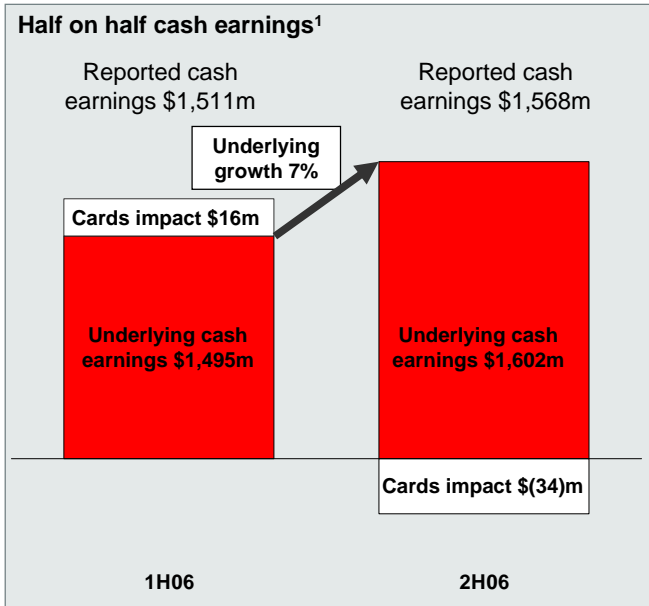 Half on half cash earnings¹
Reported cash
earnings $1,511m
Reported cash
earnings $1,568m
Underlying
growth 7%
Cards impact $16m
Underlying cash
earnings $1,495m
Underlying cash
earnings $1,602m
Cards impact $(34)m
1H06
2H06